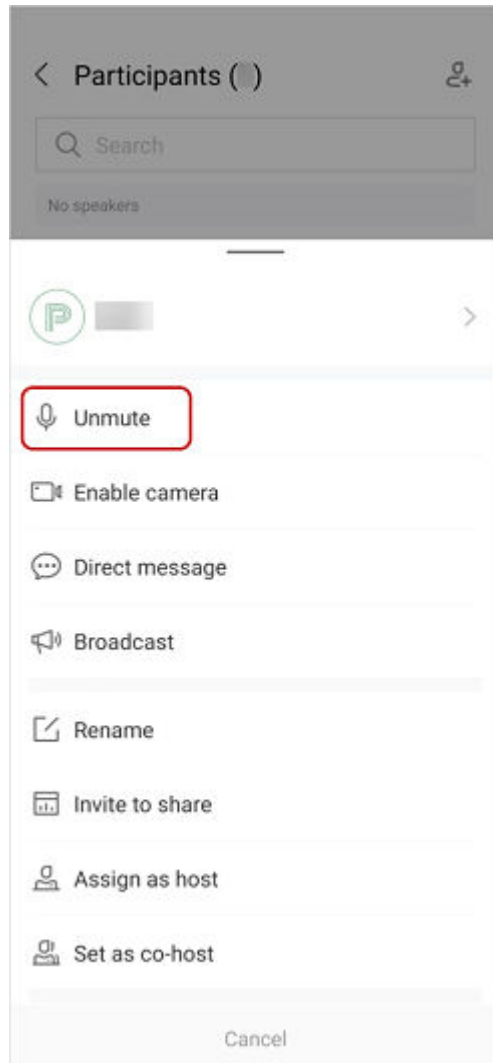 Participants ( )
Search
No speakers
P
Unmute
Enable camera
Direct message
Broadcast
Rename
Invite to share
Assign as host
Set as co-host
Cancel